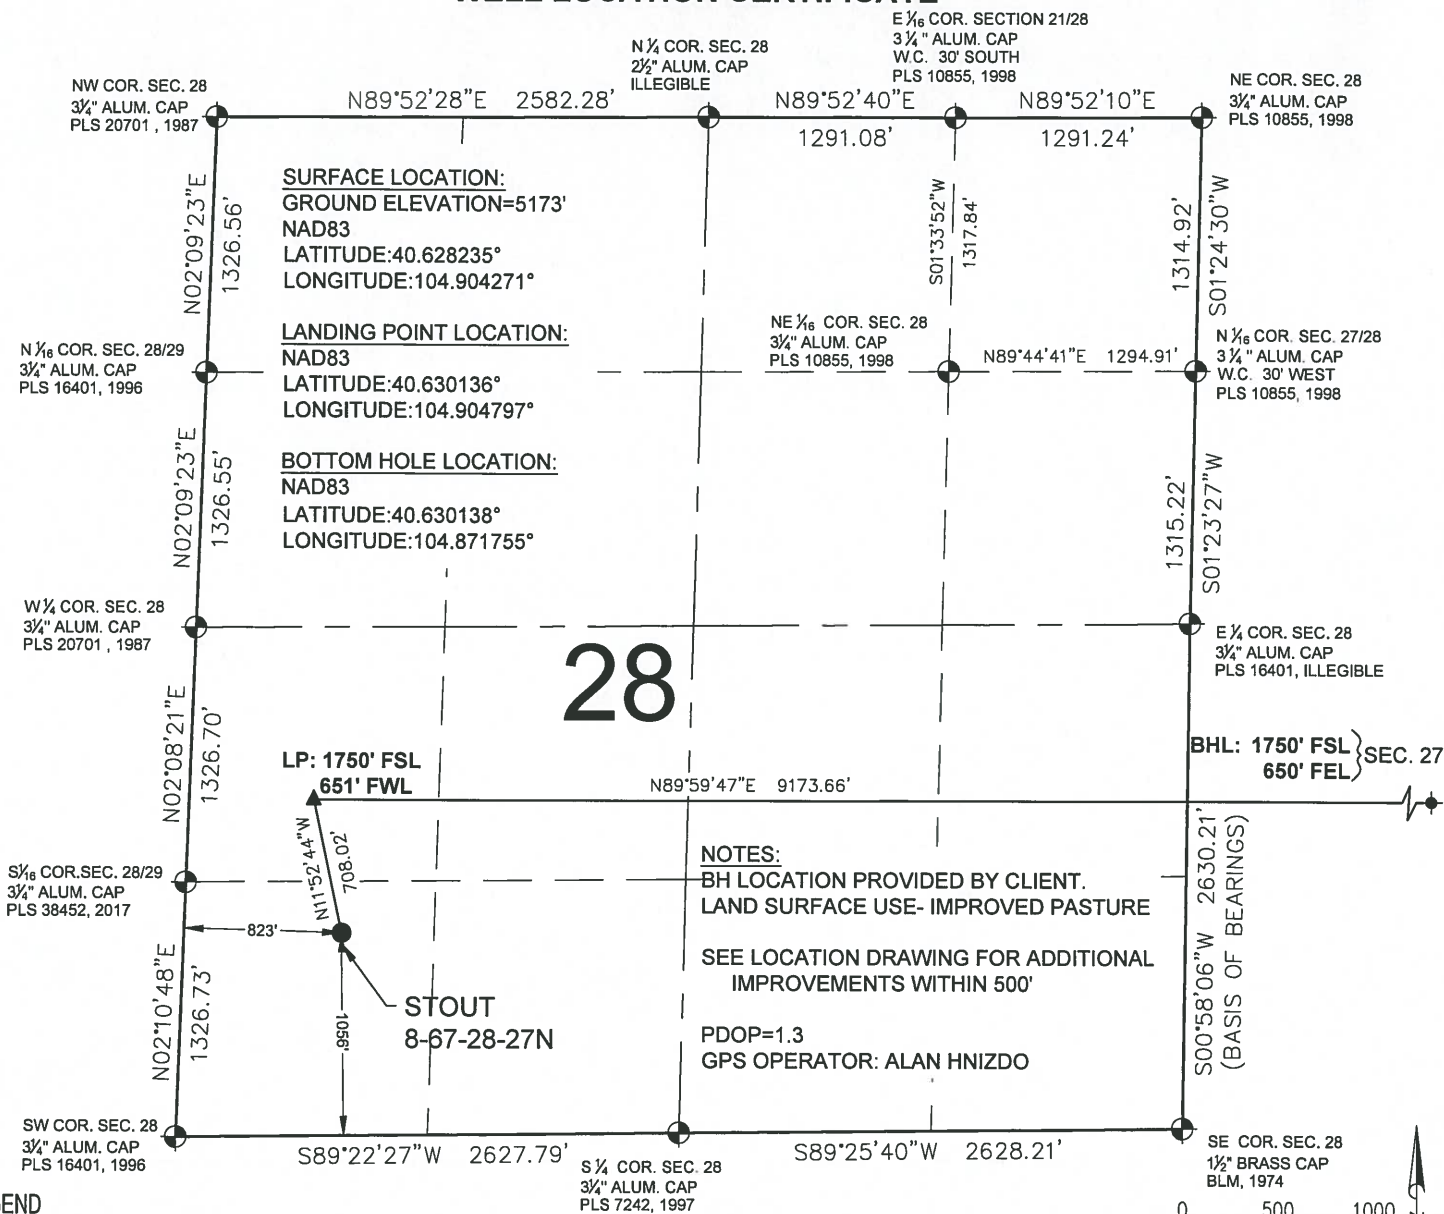 WELL LOCATION CERTIFICATE
E 1/16 COR. SECTION 21/28
3 1/4" ALUM. CAP
W.C. 30' SOUTH
PLS 10855, 1998
N 1/4 COR. SEC. 28
2 1/2" ALUM. CAP
ILLEGIBLE
NW COR. SEC. 28
3 1/4" ALUM. CAP
PLS 20701 , 1987
NE COR. SEC. 28
3 1/4" ALUM. CAP
PLS 10855, 1998
N89°52'28"E 2582.28'
N89°52'40"E
1291.08'
N89°52'10"E
1291.24'
SURFACE LOCATION:
GROUND ELEVATION=5173'
NAD83
LATITUDE:40.628235°
LONGITUDE:104.904271°
LANDING POINT LOCATION:
NAD83
LATITUDE:40.630136°
LONGITUDE:104.904797°
BOTTOM HOLE LOCATION:
NAD83
LATITUDE:40.630138°
LONGITUDE:104.871755°
N02°09'23"E
1326.56'
S01°33'52"W
1317.84'
1314.92'
S01°24'30"W
N 1/16 COR. SEC. 28/29
3 1/4" ALUM. CAP
PLS 16401, 1996
NE 1/16 COR. SEC. 28
3 1/4" ALUM. CAP
PLS 10855, 1998
N89°44'41"E 1294.91'
N 1/16 COR. SEC. 27/28
3 1/4" ALUM. CAP
W.C. 30' WEST
PLS 10855, 1998
N02°09'23"E
1326.55'
1315.22'
S01°23'27"W
W 1/4 COR. SEC. 28
3 1/4" ALUM. CAP
PLS 20701 , 1987
E 1/4 COR. SEC. 28
3 1/4" ALUM. CAP
PLS 16401, ILLEGIBLE
28
N02°08'21"E
1326.70'
LP: 1750' FSL
651' FWL
N89°59'47"E 9173.66'
BHL: 1750' FSL
650' FEL
SEC. 27
N11°52'44"W
708.02'
S 1/16 COR.SEC. 28/29
3 1/4" ALUM. CAP
PLS 38452, 2017
NOTES:
BH LOCATION PROVIDED BY CLIENT.
LAND SURFACE USE- IMPROVED PASTURE
SEE LOCATION DRAWING FOR ADDITIONAL
IMPROVEMENTS WITHIN 500'
PDOP=1.3
GPS OPERATOR: ALAN HNIZDO
S00°58'06"W 2630.21'
(BASIS OF BEARINGS)
823'
1056'
STOUT
8-67-28-27N
N02°10'48"E
1326.73'
SW COR. SEC. 28
3 1/4" ALUM. CAP
PLS 16401, 1996
S89°22'27"W 2627.79'
S 1/4 COR. SEC. 28
3 1/4" ALUM. CAP
PLS 7242, 1997
S89°25'40"W 2628.21'
SE COR. SEC. 28
1 1/2" BRASS CAP
BLM, 1974
0 500 1000